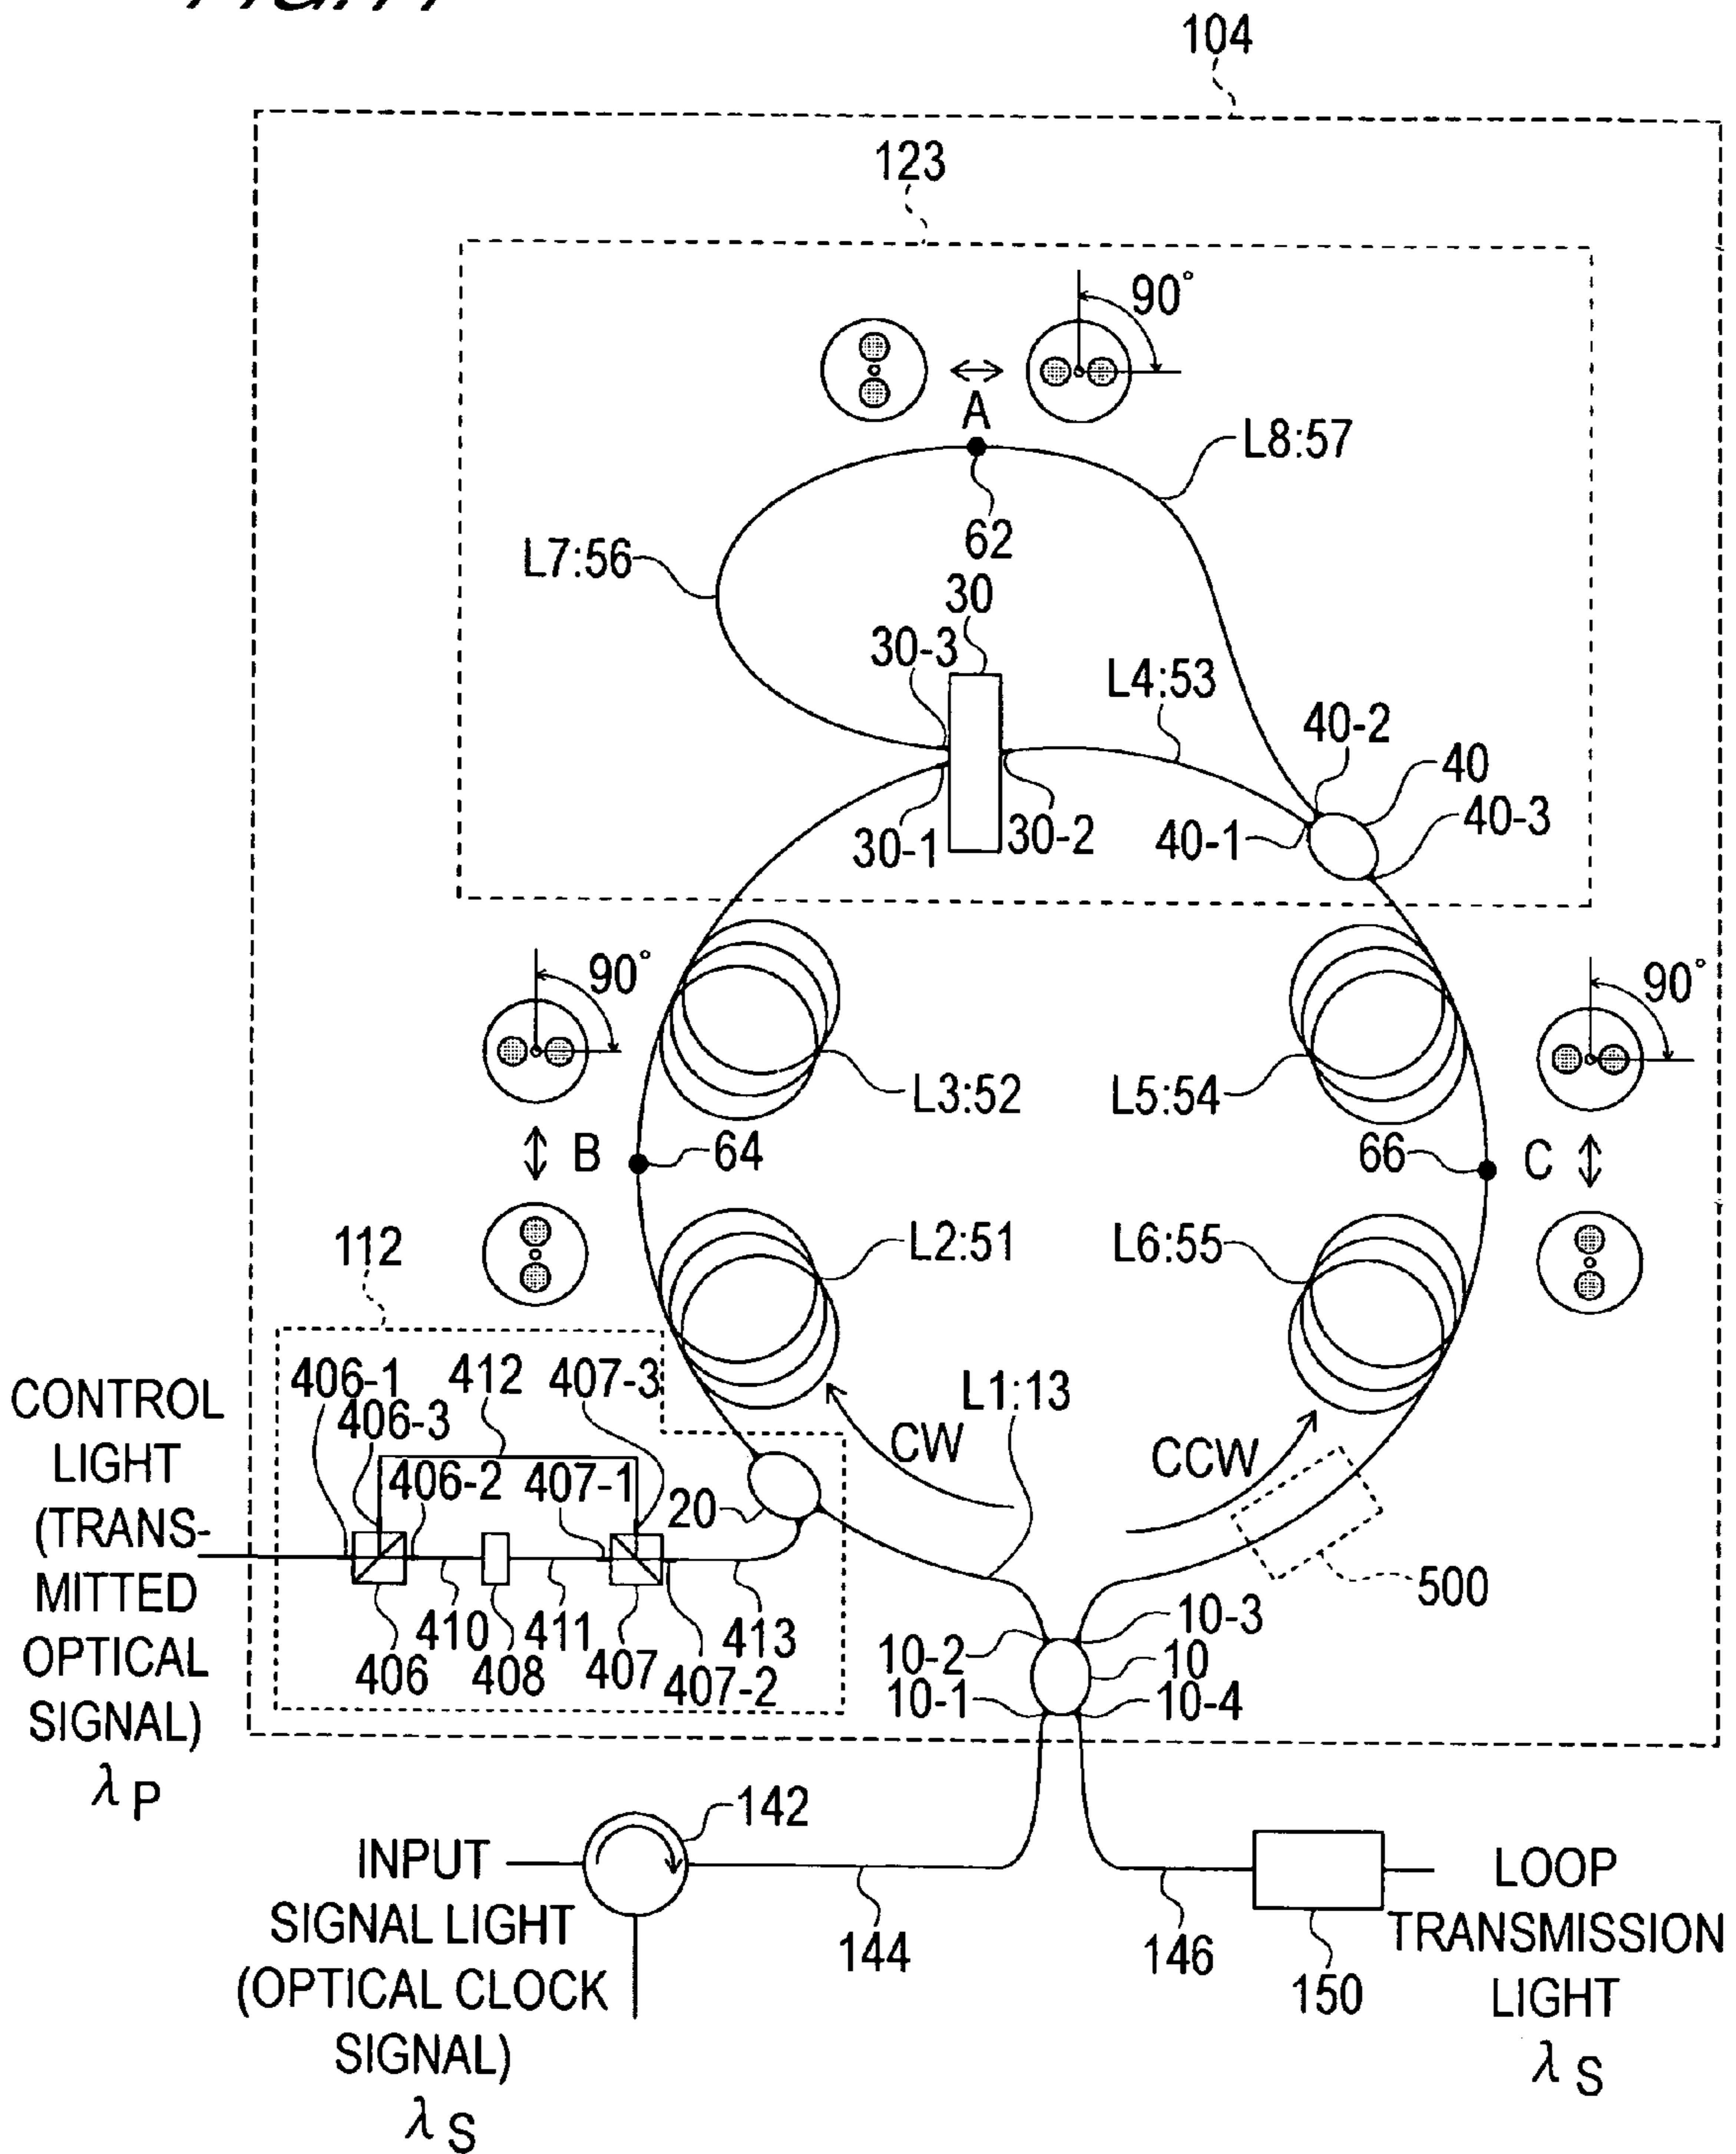 104
123
90°
A
L8:57
62
L7:56
30
30-3
L4:53
40-2
40
40-3
30-1
30-2
40-1
90°
90°
L3:52
L5:54
B
64
66
C
112
L2:51
L6:55
406-1
412
407-3
L1:13
CONTROL
LIGHT
(TRANS-
MITTED
OPTICAL
SIGNAL)
λP
406-3
CW
CCW
406-2
407-1
20
500
410
411
413
10-3
10-2
10
406
408
407
407-2
10-1
10-4
142
INPUT
SIGNAL LIGHT
(OPTICAL CLOCK
SIGNAL)
λS
144
146
150
LOOP
TRANSMISSION
LIGHT
λS